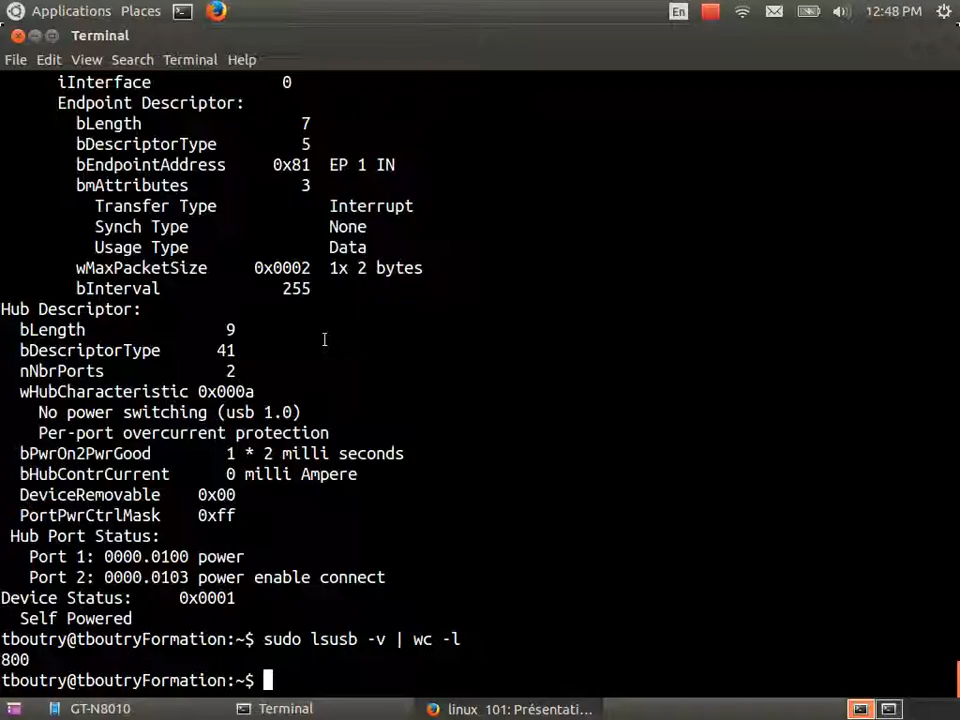 Applications Places En 12:48 PM
Terminal
File Edit View Search Terminal Help
iInterface 0
Endpoint Descriptor:
bLength 7
bDescriptorType 5
bEndpointAddress 0x81 EP 1 IN
bmAttributes 3
Transfer Type Interrupt
Synch Type None
Usage Type Data
wMaxPacketSize 0x0002 1x 2 bytes
bInterval 255
Hub Descriptor:
bLength 9
bDescriptorType 41
nNbrPorts 2
wHubCharacteristic 0x000a
No power switching (usb 1.0)
Per-port overcurrent protection
bPwrOn2PwrGood 1 * 2 milli seconds
bHubContrCurrent 0 milli Ampere
DeviceRemovable 0x00
PortPwrCtrlMask 0xff
Hub Port Status:
Port 1: 0000.0100 power
Port 2: 0000.0103 power enable connect
Device Status: 0x0001
Self Powered
tboutry@tboutryFormation:~$ sudo lsusb -v | wc -l
800
tboutry@tboutryFormation:~$
GT-N8010 Terminal linux 101: Présentati...